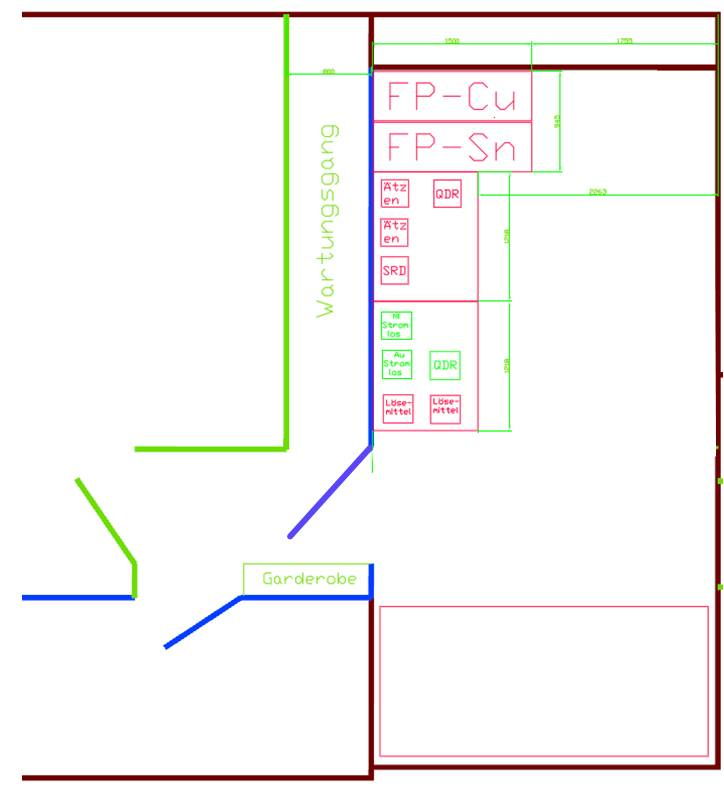 1500
1755
800
FP-Cu
945
FP-Sn
Wartungsgang
Ätz
en
QDR
2063
Ätz
en
SRD
Ni
Strom
los
Au
Strom
los
QDR
Löse-
mittel
Löse-
mittel
Garderobe